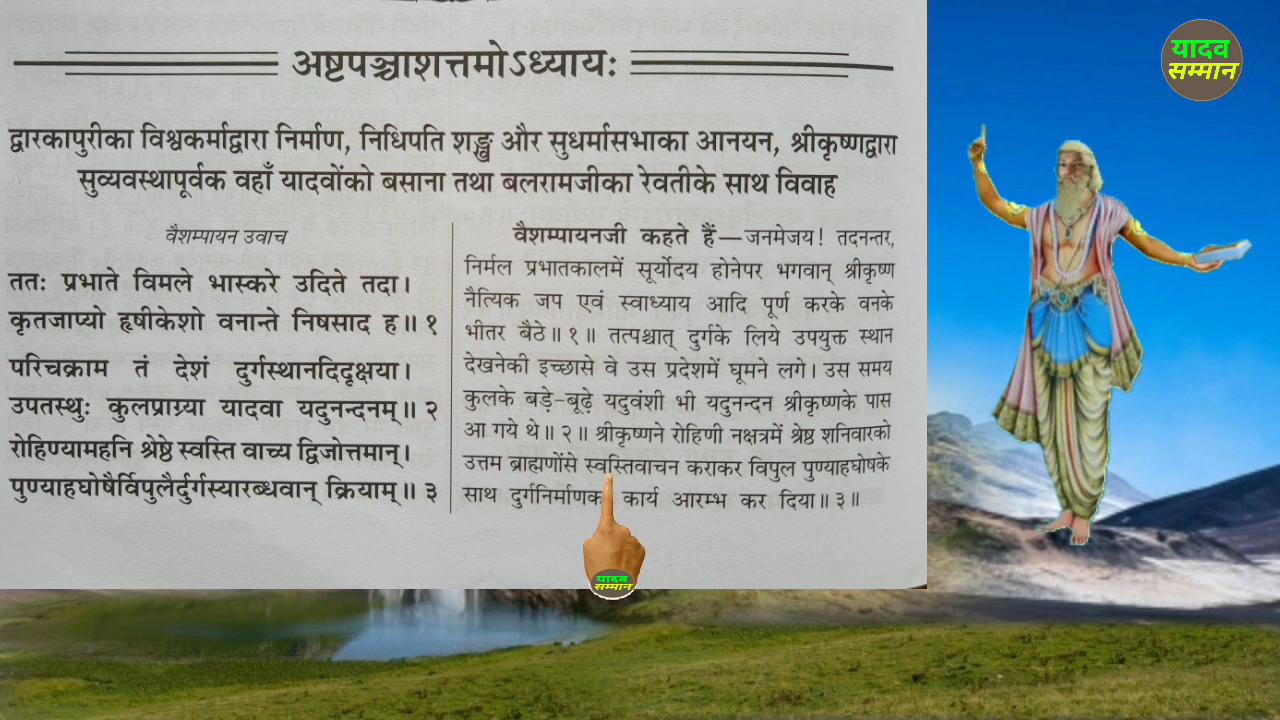 अष्टपञ्चाशत्तमोऽध्यायः
द्वारकापुरीका विश्वकर्माद्वारा निर्माण, निधिपति शङ्ख और सुधर्मासभाका आनयन, श्रीकृष्णद्वारा
सुव्यवस्थापूर्वक वहाँ यादवोंको बसाना तथा बलरामजीका रेवतीके साथ विवाह
वैशम्पायन उवाच
ततः प्रभाते विमले भास्करे उदिते तदा।
कृतजाप्यो हृषीकेशो वनान्ते निषसाद ह॥ १
परिचक्राम तं देशं दुर्गस्थानदिदृक्षया।
उपतस्थुः कुलप्राग्र्या यादवा यदुनन्दनम्॥ २
रोहिण्यामहनि श्रेष्ठे स्वस्ति वाच्य द्विजोत्तमान्।
पुण्याहघोषैर्विपुलैर्दुर्गस्यारब्धवान् क्रियाम्॥ ३
वैशम्पायनजी कहते हैं—जनमेजय! तदनन्तर,
निर्मल प्रभातकालमें सूर्योदय होनेपर भगवान् श्रीकृष्ण
नैत्यिक जप एवं स्वाध्याय आदि पूर्ण करके वनके
भीतर बैठे॥ १॥ तत्पश्चात् दुर्गके लिये उपयुक्त स्थान
देखनेकी इच्छासे वे उस प्रदेशमें घूमने लगे। उस समय
कुलके बड़े-बूढ़े यदुवंशी भी यदुनन्दन श्रीकृष्णके पास
आ गये थे॥ २॥ श्रीकृष्णने रोहिणी नक्षत्रमें श्रेष्ठ शनिवारको
उत्तम ब्राह्मणोंसे स्वस्तिवाचन कराकर विपुल पुण्याहघोषके
साथ दुर्गनिर्माणका कार्य आरम्भ कर दिया॥ ३॥
यादव
सम्मान
यादव
सम्मान